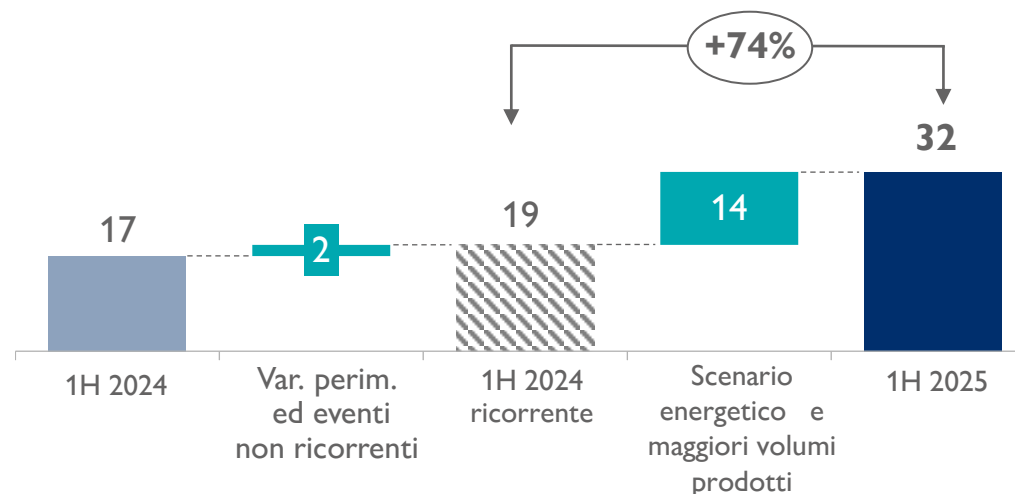 +74%
32
17
2
19
14
1H 2024
Var. perim.
ed eventi
non ricorrenti
1H 2024
ricorrente
Scenario
energetico e
maggiori volumi
prodotti
1H 2025